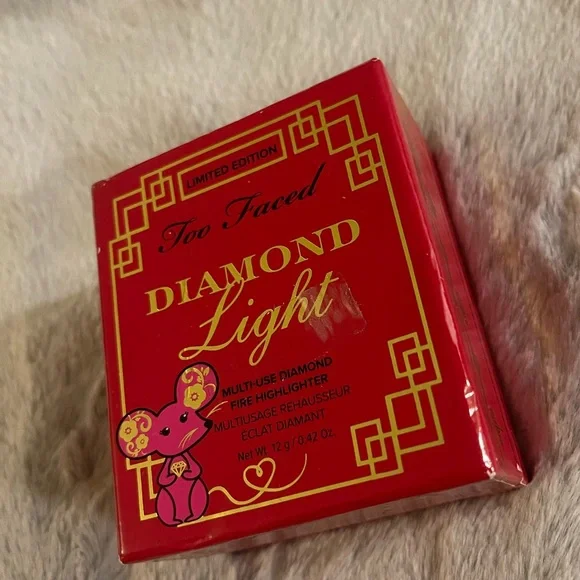 LIMITED EDITION
Too Faced
DIAMOND
Light
MULTI-USE DIAMOND
FIRE HIGHLIGHTER
MULTIUSAGE REHAUSSEUR
ÉCLAT DIAMANT
Net Wt. 12 g / 0.42 Oz.